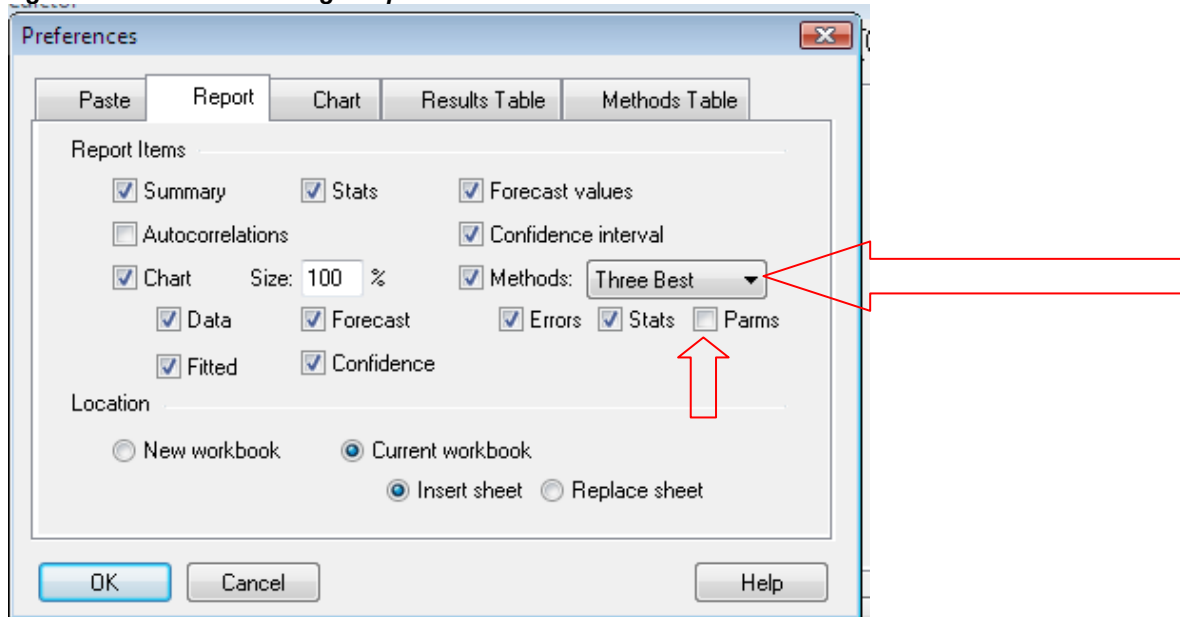 Preferences
Paste Report Chart Results Table Methods Table
Report Items
Summary Stats Forecast values
Autocorrelations Confidence interval
Chart Size: 100 % Methods: Three Best
Data Forecast Errors Stats Parms
Fitted Confidence
Location
New workbook Current workbook
Insert sheet Replace sheet
OK Cancel Help